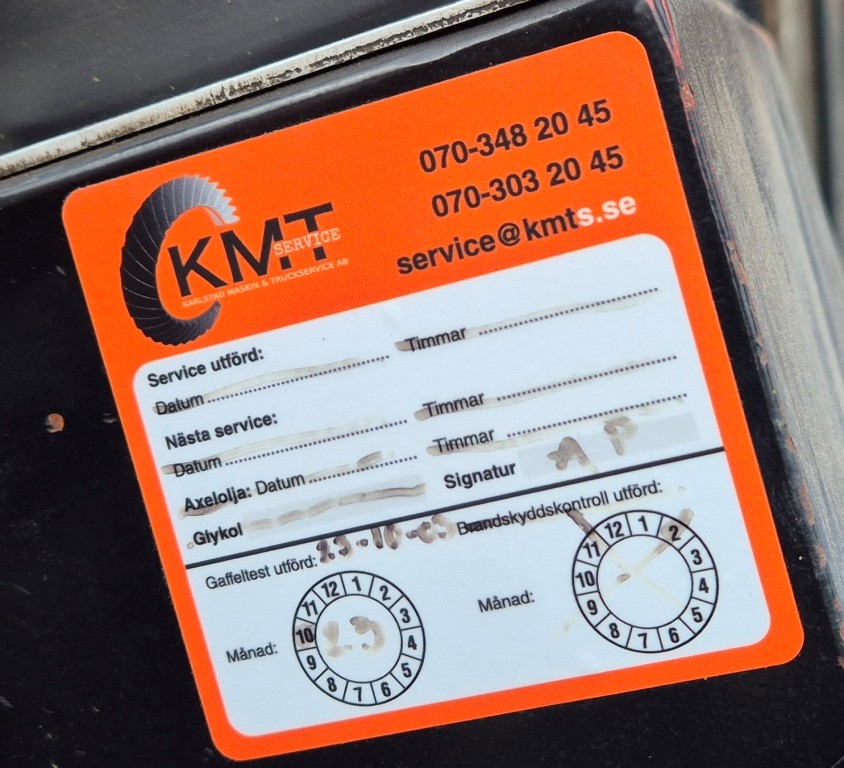 070-348 20 45
070-303 20 45
service@kmts.se
KMT
SERVICE
KARLSTAD MASKIN & TRUCKSERVICE AB
Service utförd:
Datum Timmar
Nästa service:
Datum Timmar
Axelolja: Datum Timmar
Glykol Signatur AP
Gaffeltest utförd: Brandskyddskontroll utförd:
Månad: 1 2 3 4 5 6 7 8 9 10 11 12
Månad: 1 2 3 4 5 6 7 8 9 10 11 12